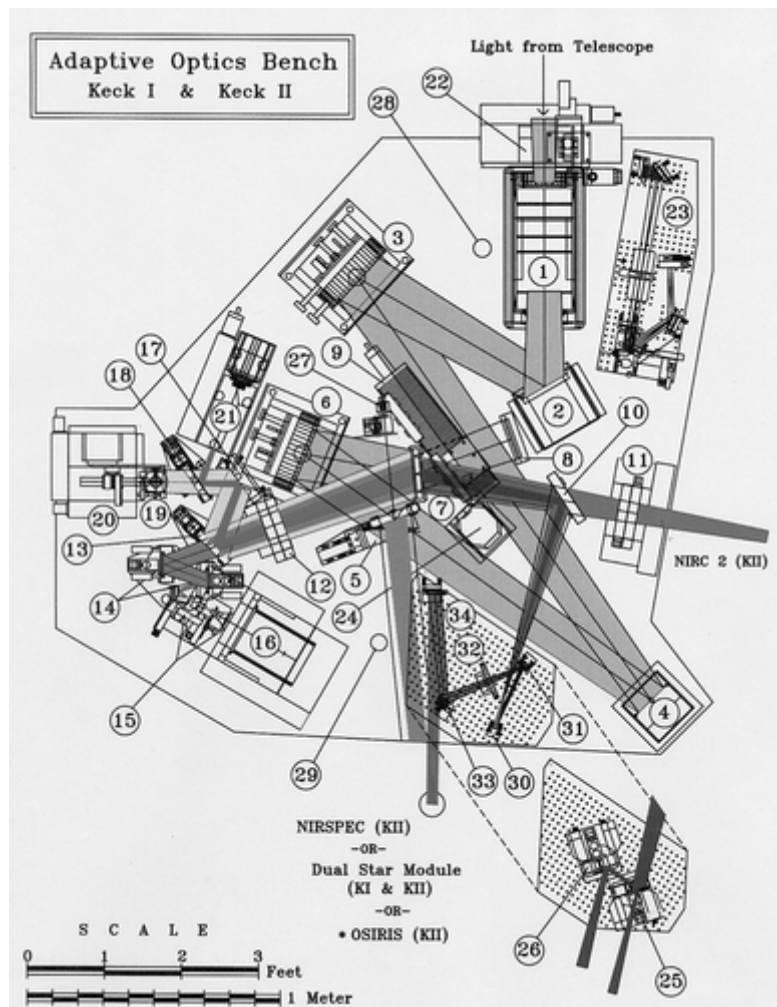 Adaptive Optics Bench
Keck I & Keck II
Light from Telescope
22
28
23
3
1
17
9
27
2
10
18
21
6
8
11
20
19
7
13
12
5
NIRC 2 (KII)
14
24
34
16
32
15
31
4
33
30
29
NIRSPEC (KII)
-OR-
Dual Star Module
(KI & KII)
-OR-
* OSIRIS (KII)
26
25
S C A L E
0 1 2 3
Feet
1 Meter